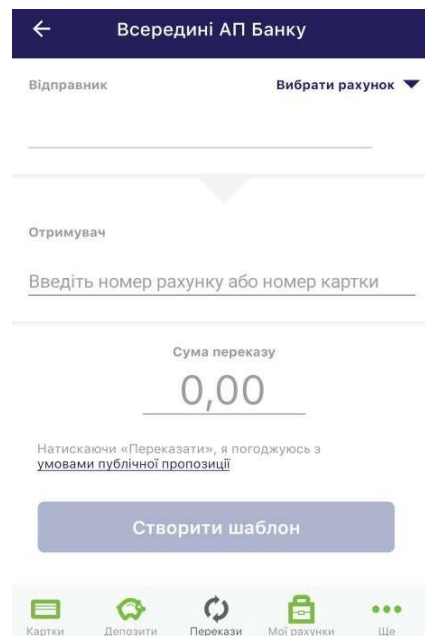 Всередині АП Банку
Відправник
Вибрати рахунок
Отримувач
Введіть номер рахунку або номер картки
Сума переказу
0,00
Натискаючи «Переказати», я погоджуюсь з
умовами публічної пропозиції
Створити шаблон
Картки
Депозити
Перекази
Мої рахунки
Ще